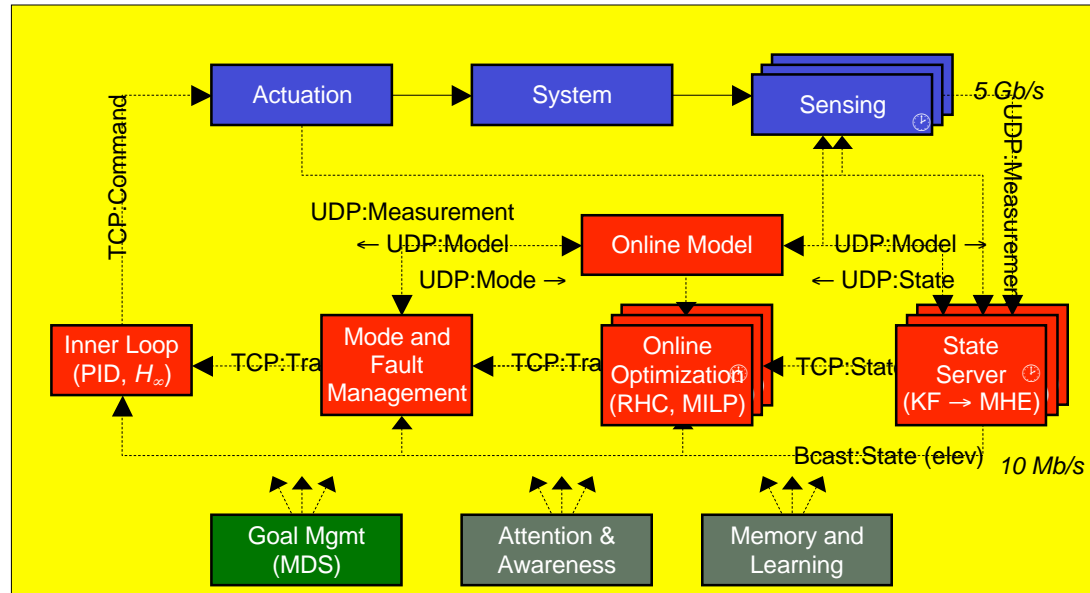 Actuation
System
Sensing
5 Gb/s
TCP:Command
UDP:Measuremen
UDP:Measurement
← UDP:Model
UDP:Mode →
Online Model
UDP:Model →
← UDP:State
Inner Loop
(PID, H∞)
TCP:Tra
Mode and
Fault
Management
TCP:Tra
Online
Optimization
(RHC, MILP)
TCP:State
State
Server
(KF → MHE)
Bcast:State (elev)
10 Mb/s
Goal Mgmt
(MDS)
Attention &
Awareness
Memory and
Learning